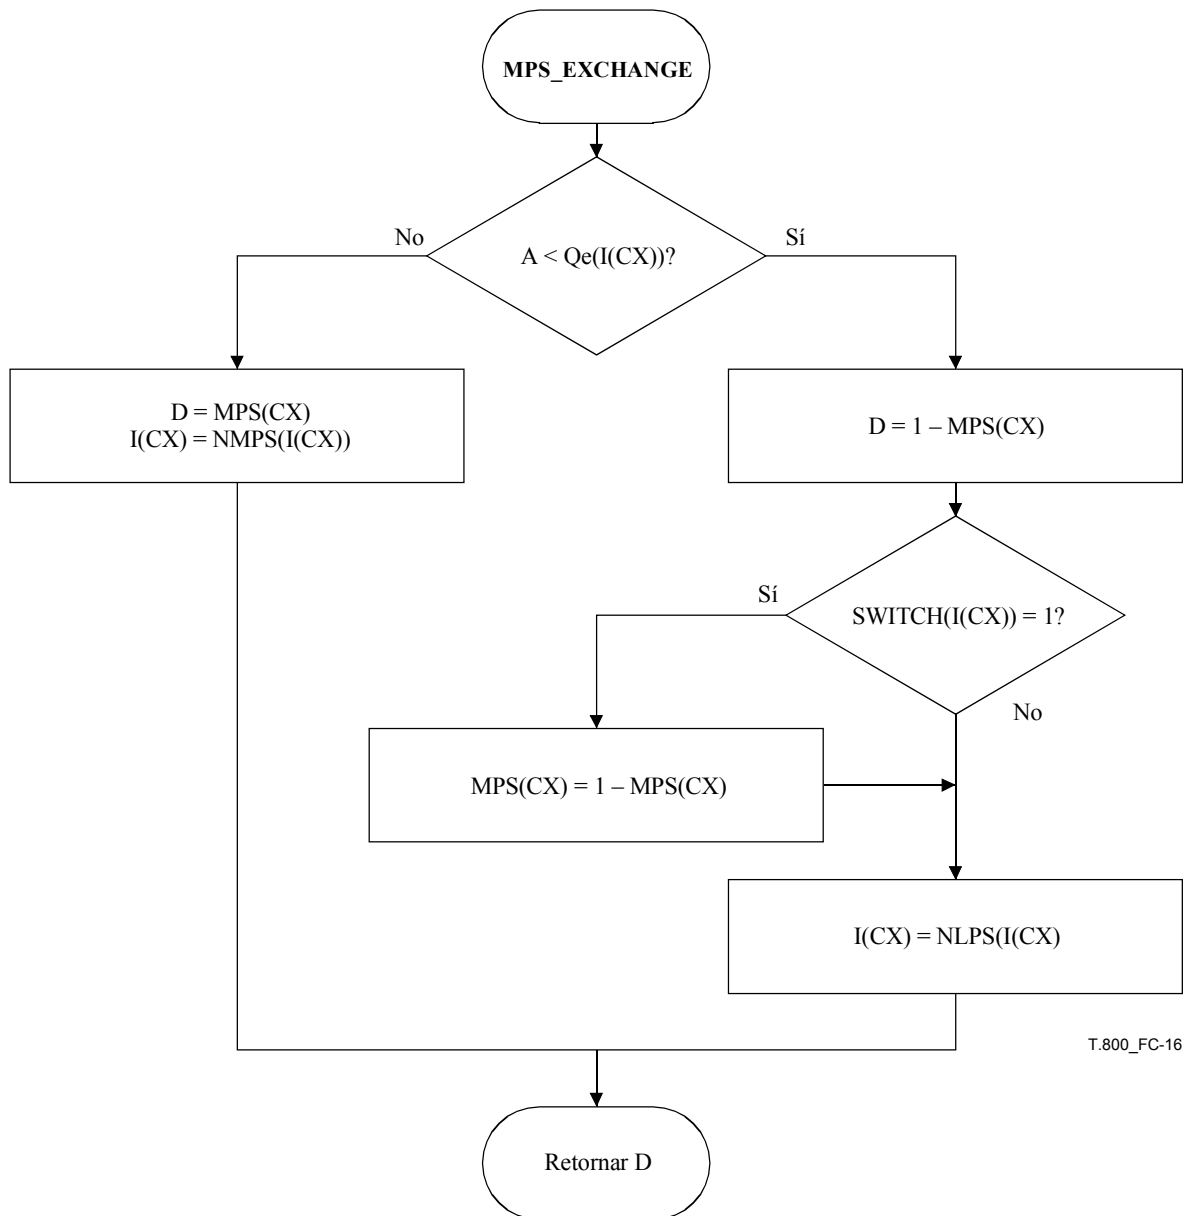 MPS_EXCHANGE
No
Sí
A < Qe(I(CX))?
D = MPS(CX)
I(CX) = NMPS(I(CX))
D = 1 – MPS(CX)
Sí
SWITCH(I(CX)) = 1?
No
MPS(CX) = 1 – MPS(CX)
I(CX) = NLPS(I(CX)
T.800_FC-16
Retornar D